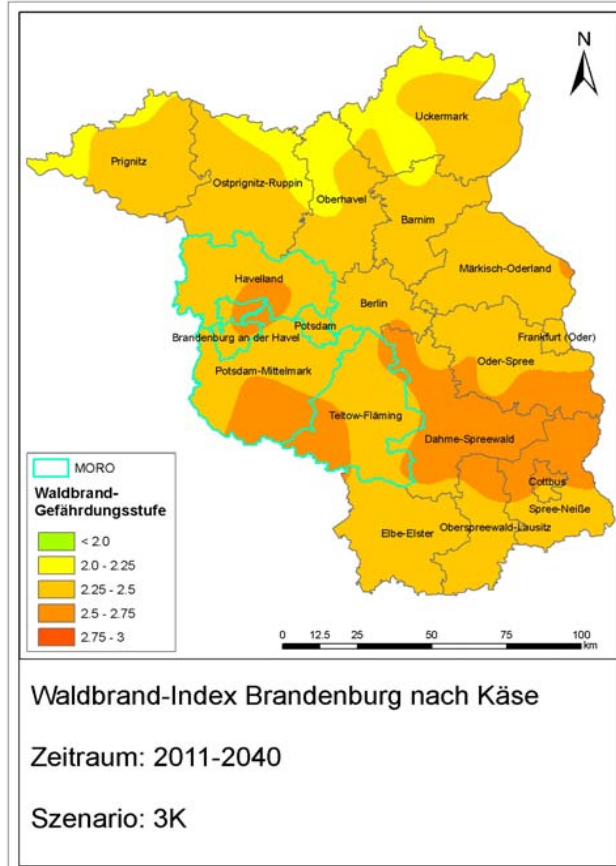 N
Uckermark
Prignitz
Ostprignitz-Ruppin
Oberhavel
Barnim
Märkisch-Oderland
Havelland
Berlin
Potsdam
Frankfurt (Oder)
Brandenburg an der Havel
Oder-Spree
Potsdam-Mittelmark
Teltow-Fläming
Dahme-Spreewald
Cottbus
Spree-Neiße
Elbe-Elster
Oberspreewald-Lausitz
MORO
Waldbrand-
Gefährdungsstufe
< 2.0
2.0 - 2.25
2.25 - 2.5
2.5 - 2.75
2.75 - 3
0 12.5 25 50 75 100
km
Waldbrand-Index Brandenburg nach Käse
Zeitraum: 2011-2040
Szenario: 3K